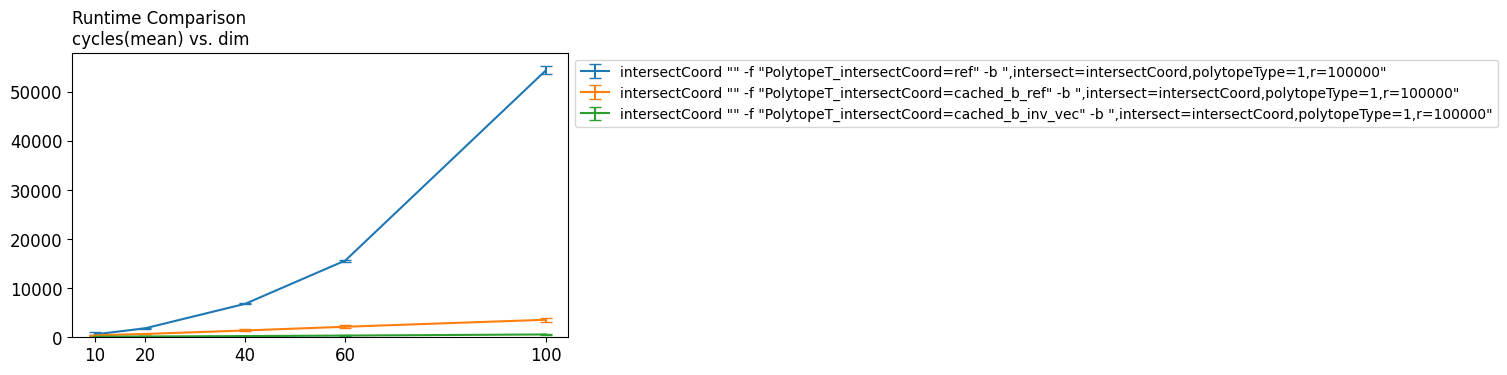 Runtime Comparison
cycles(mean) vs. dim
50000
40000
30000
20000
10000
0
10 20 40 60 100
intersectCoord "" -f "PolytopeT_intersectCoord=ref" -b ",intersect=intersectCoord,polytopeType=1,r=100000"
intersectCoord "" -f "PolytopeT_intersectCoord=cached_b_ref" -b ",intersect=intersectCoord,polytopeType=1,r=100000"
intersectCoord "" -f "PolytopeT_intersectCoord=cached_b_inv_vec" -b ",intersect=intersectCoord,polytopeType=1,r=100000"